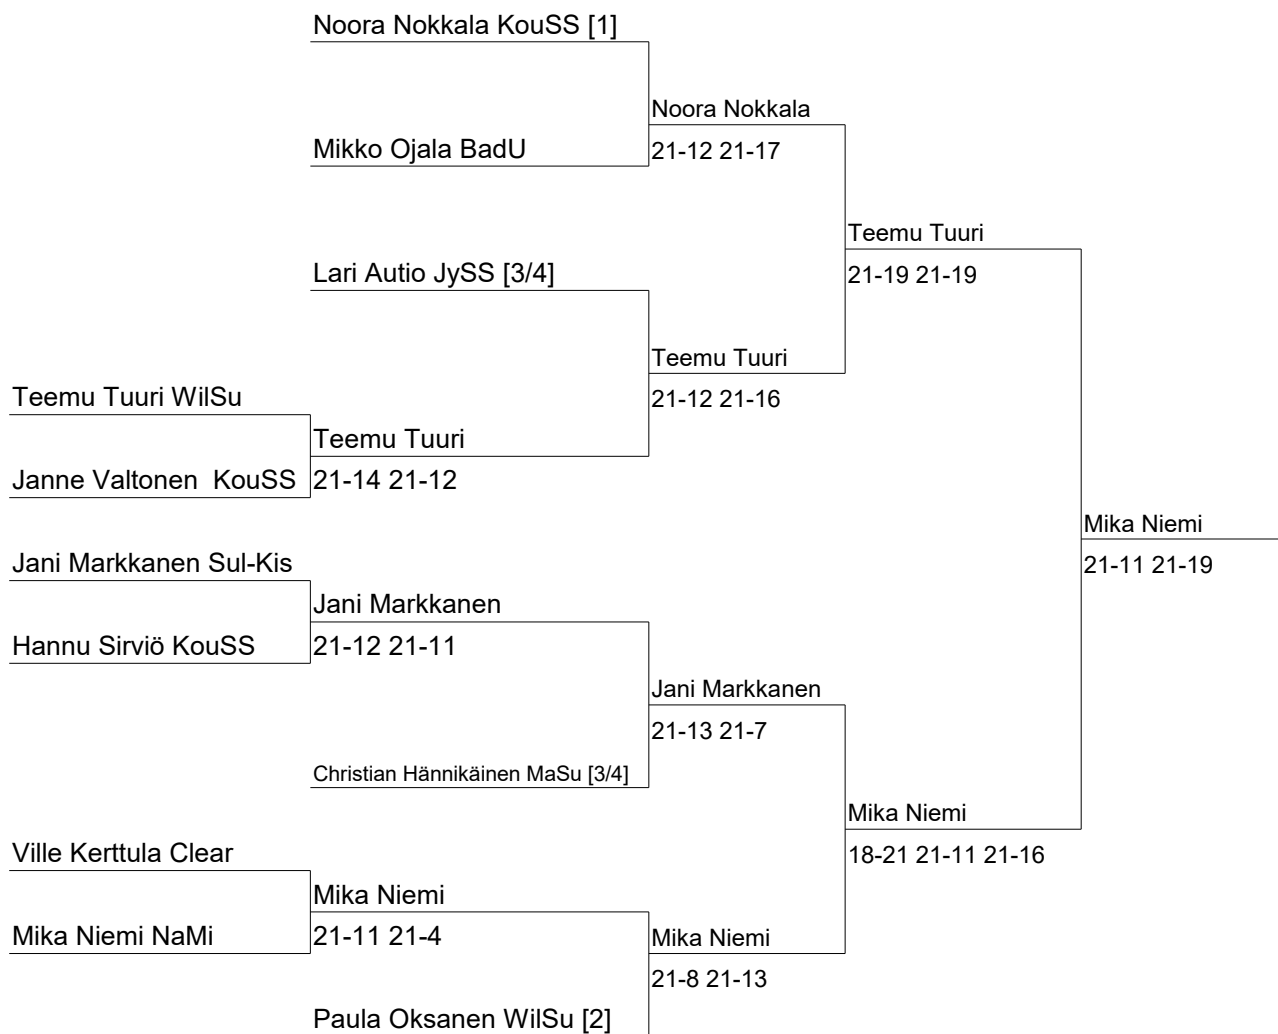 Noora Nokkala KouSS [1]
Noora Nokkala
Mikko Ojala BadU
21-12 21-17
Teemu Tuuri
Lari Autio JySS [3/4]
21-19 21-19
Teemu Tuuri
Teemu Tuuri WilSu
21-12 21-16
Teemu Tuuri
Janne Valtonen  KouSS
21-14 21-12
Mika Niemi
Jani Markkanen Sul-Kis
21-11 21-19
Jani Markkanen
Hannu Sirviö KouSS
21-12 21-11
Jani Markkanen
21-13 21-7
Christian Hännikäinen MaSu [3/4]
Mika Niemi
Ville Kerttula Clear
18-21 21-11 21-16
Mika Niemi
Mika Niemi NaMi
21-11 21-4
Mika Niemi
21-8 21-13
Paula Oksanen WilSu [2]